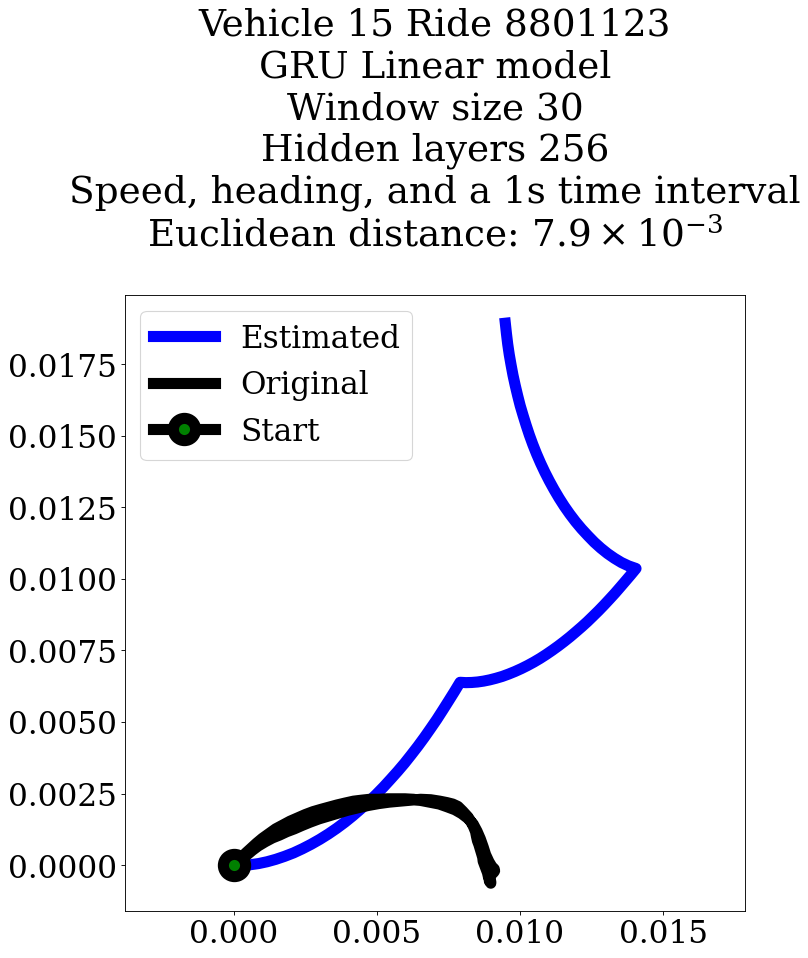 Vehicle 15 Ride 8801123
GRU Linear model
Window size 30
Hidden layers 256
Speed, heading, and a 1s time interval
Euclidean distance: 7.9 × 10⁻³
Estimated
Original
Start
0.0175
0.0150
0.0125
0.0100
0.0075
0.0050
0.0025
0.0000
0.000 0.005 0.010 0.015